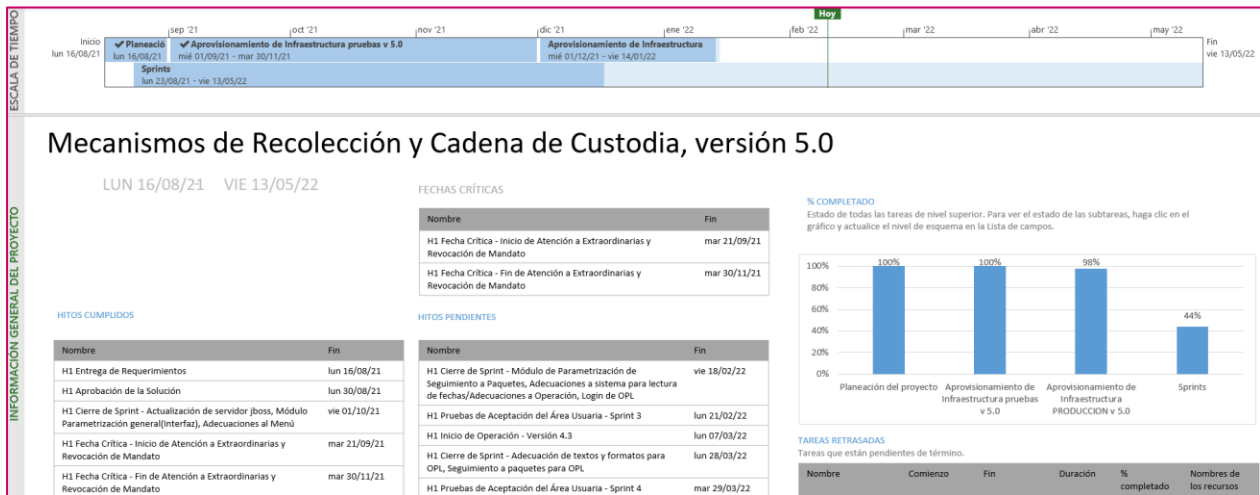 ESCALA DE TIEMPO
Hoy
sep '21
oct '21
nov '21
dic '21
ene '22
feb '22
mar '22
abr '22
may '22
Inicio
lun 16/08/21
✔ Planeació
lun 16/08/21
✔ Aprovisionamiento de Infraestructura pruebas v 5.0
mié 01/09/21 - mar 30/11/21
Aprovisionamiento de Infraestructura
mié 01/12/21 - vie 14/01/22
Fin
vie 13/05/22
Sprints
lun 23/08/21 - vie 13/05/22
INFORMACIÓN GENERAL DEL PROYECTO
Mecanismos de Recolección y Cadena de Custodia, versión 5.0
LUN 16/08/21 - VIE 13/05/22
FECHAS CRÍTICAS
Nombre Fin
H1 Fecha Crítica - Inicio de Atención a Extraordinarias y mar 21/09/21
Revocación de Mandato
H1 Fecha Crítica - Fin de Atención a Extraordinarias y mar 30/11/21
Revocación de Mandato
HITOS CUMPLIDOS
Nombre Fin
H1 Entrega de Requerimientos lun 16/08/21
H1 Aprobación de la Solución lun 30/08/21
H1 Cierre de Sprint - Actualización de servidor jboss, Módulo vie 01/10/21
Parametrización general(Interfaz), Adecuaciones al Menú
H1 Fecha Crítica - Inicio de Atención a Extraordinarias y mar 21/09/21
Revocación de Mandato
H1 Fecha Crítica - Fin de Atención a Extraordinarias y mar 30/11/21
Revocación de Mandato
HITOS PENDIENTES
Nombre Fin
H1 Cierre de Sprint - Módulo de Parametrización de vie 18/02/22
Seguimiento a Paquetes, Adecuaciones a sistema para lectura
de fechas/Adecuaciones a Operación, Login de OPL
H1 Pruebas de Aceptación del Área Usuaria - Sprint 3 lun 21/02/22
H1 Inicio de Operación - Versión 4.3 lun 07/03/22
H1 Cierre de Sprint - Adecuación de textos y formatos para lun 28/03/22
OPL, Seguimiento a paquetes para OPL
H1 Pruebas de Aceptación del Área Usuaria - Sprint 4 mar 29/03/22
% COMPLETADO
Estado de todas las tareas de nivel superior. Para ver el estado de las subtareas, haga clic en el
gráfico y actualice el nivel de esquema en la Lista de campos.
100%
80%
60%
40%
20%
0%
100%
100%
98%
44%
Planeación del proyecto
Aprovisionamiento de
Infraestructura pruebas
v 5.0
Aprovisionamiento de
Infraestructura
PRODUCCION v 5.0
Sprints
TAREAS RETRASADAS
Tareas que están pendientes de término.
Nombre Comienzo Fin Duración % Nombres de
completado los recursos